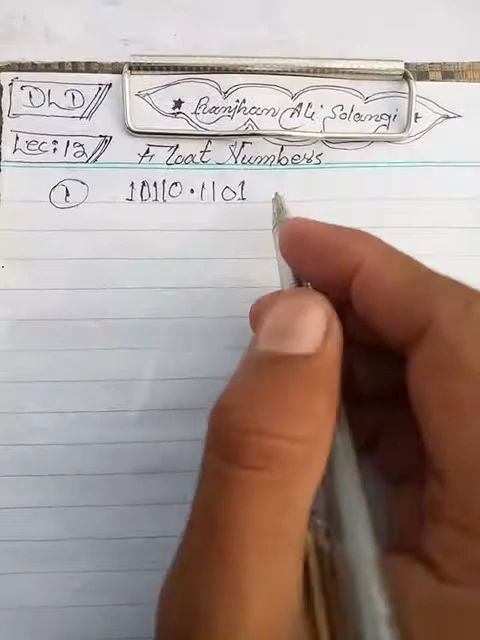 DLD
★ Ranjhan Ali Solangi ★
Lec:12
Float Numbers
1 10110.1101